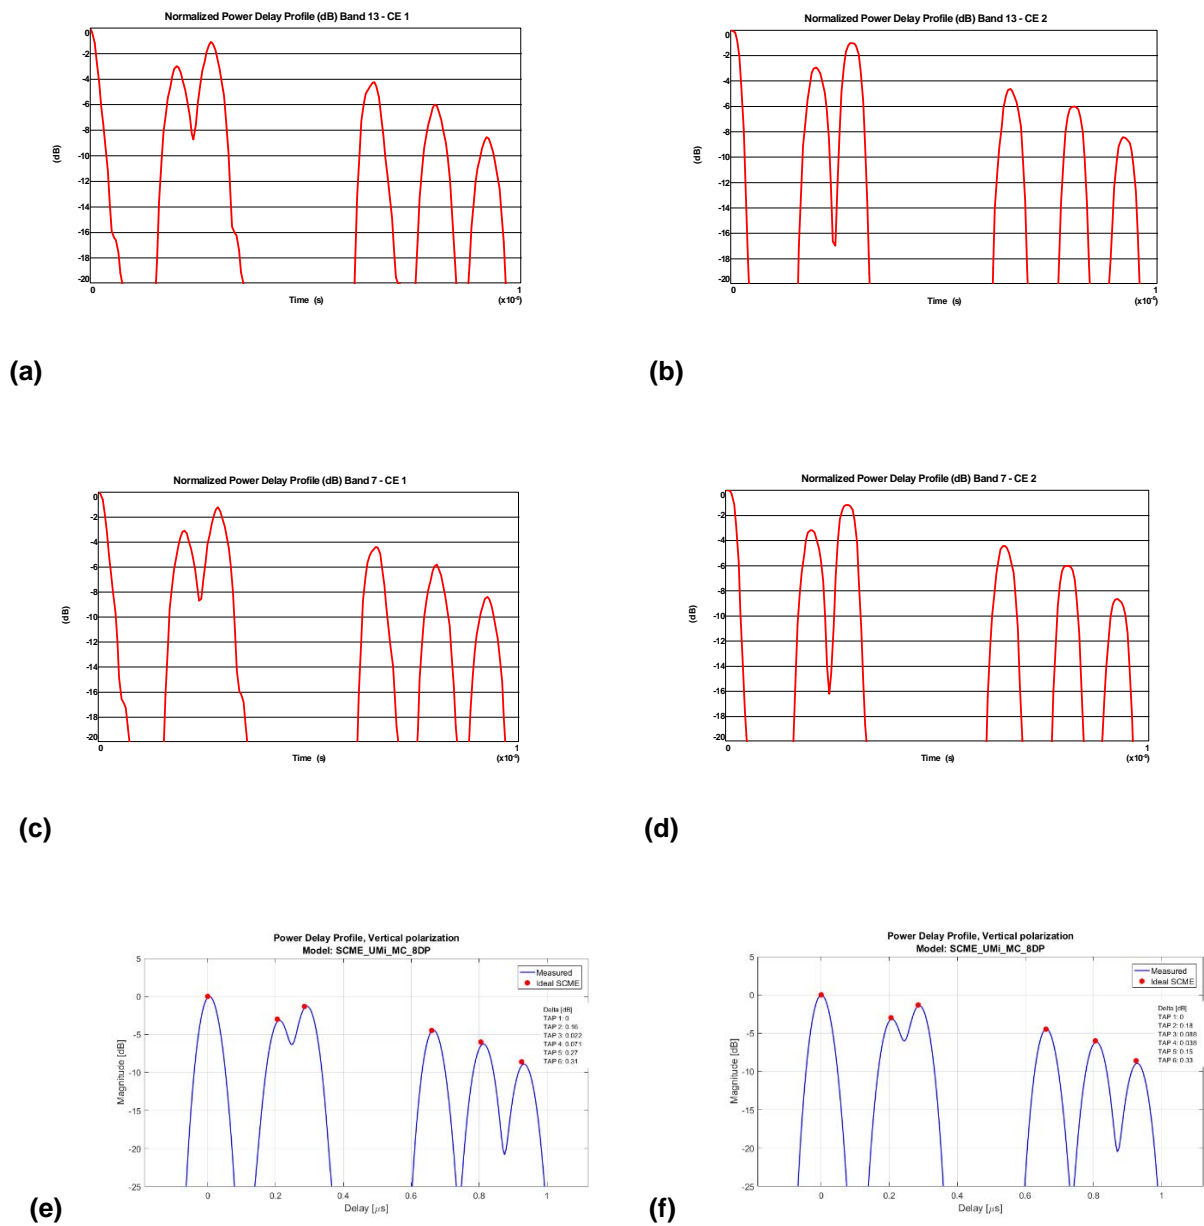 Normalized Power Delay Profile (dB) Band 13 - CE 1
0
-2
-4
-6
-8
-10
-12
-14
-16
-18
-20
(dB)
0
1
Time (s)
(a)
Normalized Power Delay Profile (dB) Band 13 - CE 2
0
-2
-4
-6
-8
-10
-12
-14
-16
-18
-20
(dB)
0
1
Time (s)
(b)
Normalized Power Delay Profile (dB) Band 7 - CE 1
0
-2
-4
-6
-8
-10
-12
-14
-16
-18
-20
(dB)
0
1
Time (s)
(c)
Normalized Power Delay Profile (dB) Band 7 - CE 2
0
-2
-4
-6
-8
-10
-12
-14
-16
-18
-20
(dB)
0
1
Time (s)
(d)
Power Delay Profile, Vertical polarization
Model: SCME_UMi_MC_8DP
5
0
-5
-10
-15
-20
-25
Magnitude [dB]
Measured
Ideal SCME
Delta [dB]
TAP 1: 0
TAP 2: 0.16
TAP 3: 0.022
TAP 4: 0.071
TAP 5: 0.27
TAP 6: 0.31
0 0.2 0.4 0.6 0.8 1
Delay [μs]
(e)
Power Delay Profile, Vertical polarization
Model: SCME_UMi_MC_8DP
5
0
-5
-10
-15
-20
-25
Magnitude [dB]
Measured
Ideal SCME
Delta [dB]
TAP 1: 0
TAP 2: 0.18
TAP 3: 0.088
TAP 4: 0.038
TAP 5: 0.15
TAP 6: 0.33
0 0.2 0.4 0.6 0.8 1
Delay [μs]
(f)